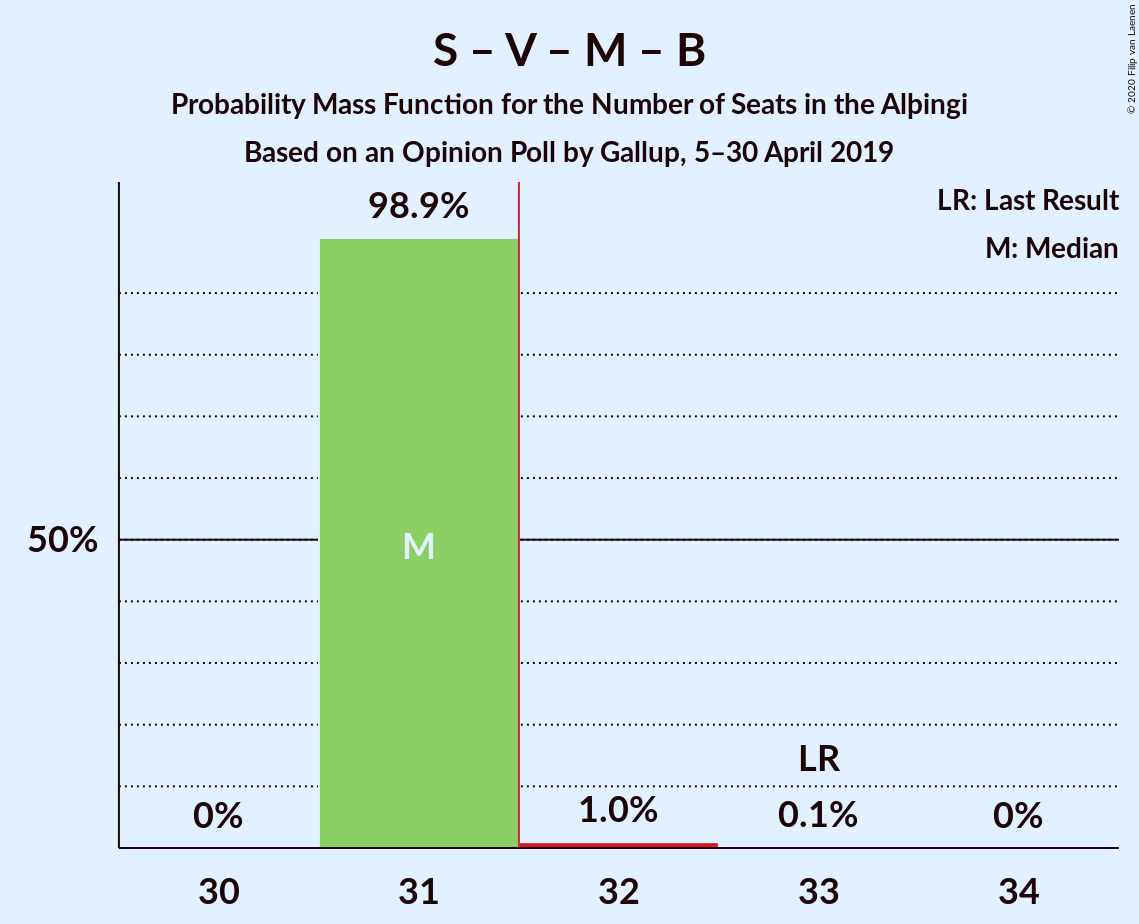 S – V – M – B
Probability Mass Function for the Number of Seats in the Alþingi
Based on an Opinion Poll by Gallup, 5–30 April 2019
© 2020 Filip van Laenen
LR: Last Result
M: Median
98.9%
50%
M
LR
0%
1.0%
0.1%
0%
30 31 32 33 34